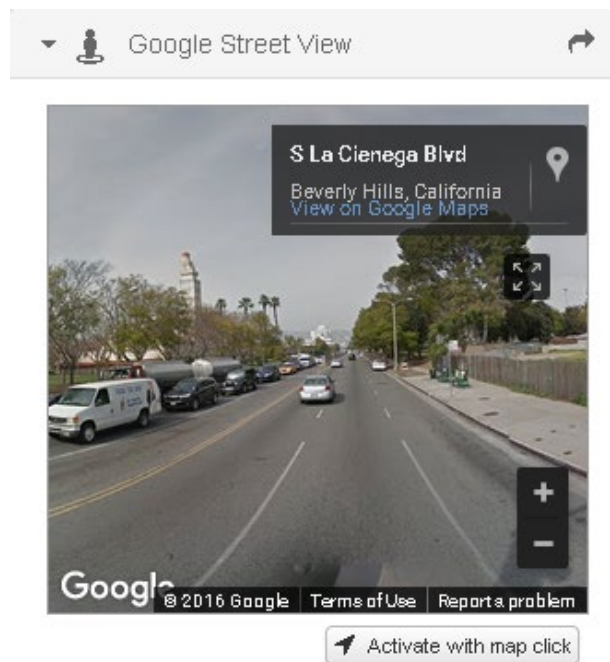 Google Street View
S La Cienega Blvd
Beverly Hills, California
View on Google Maps
Google
© 2016 Google
Terms of Use
Report a problem
Activate with map click